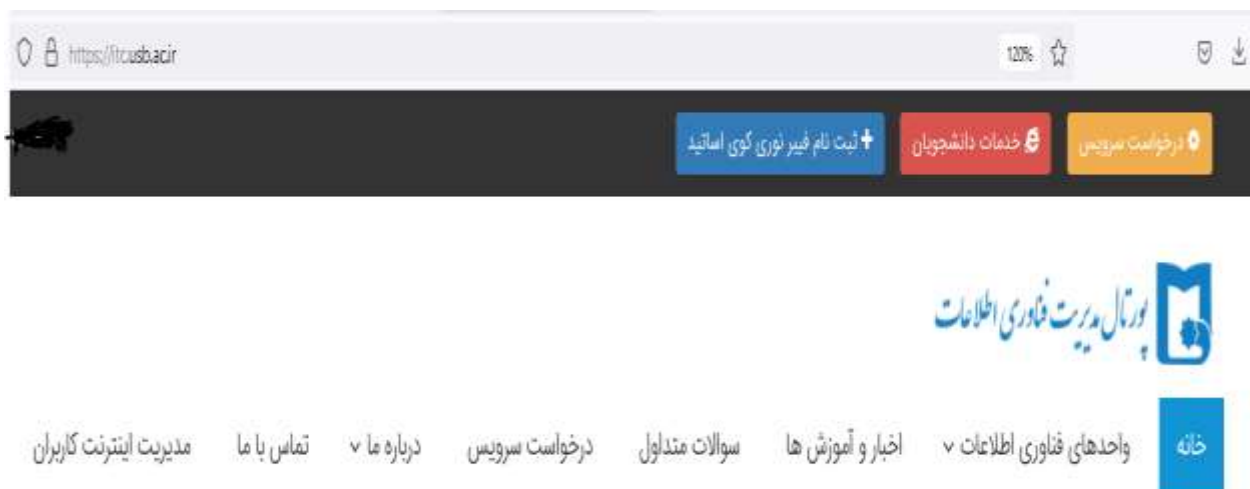 https://itc.usb.ac.ir
120%
درخواست سرویس
خدمات دانشجویان
ثبت نام فیبر نوری کوی اساتید
پورتال مدیریت فناوری اطلاعات
خانه واحدهای فناوری اطلاعات اخبار و آموزش ها سوالات متداول درخواست سرویس درباره ما تماس با ما مدیریت اینترنت کاربران